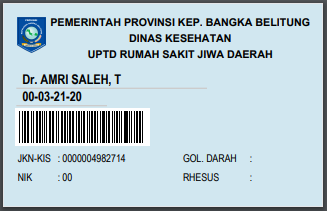 PEMERINTAH PROVINSI KEP. BANGKA BELITUNG
DINAS KESEHATAN
UPTD RUMAH SAKIT JIWA DAERAH
Dr. AMRI SALEH, T
00-03-21-20
JKN-KIS : 0000004982714 GOL. DARAH :
NIK : 00 RHESUS :